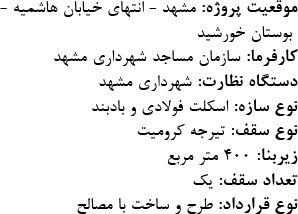 موقعیت پروژه: مشهد - انتهای خیابان هاشمیه -
بوستان خورشید
کارفرما: سازمان مساجد شهرداری مشهد
دستگاه نظارت: شهرداری مشهد
نوع سازه: اسکلت فولادی و بادبند
نوع سقف: تیرچه کرومیت
زیربنا: ۴۰۰ متر مربع
تعداد سقف: یک
نوع قرارداد: طرح و ساخت با مصالح